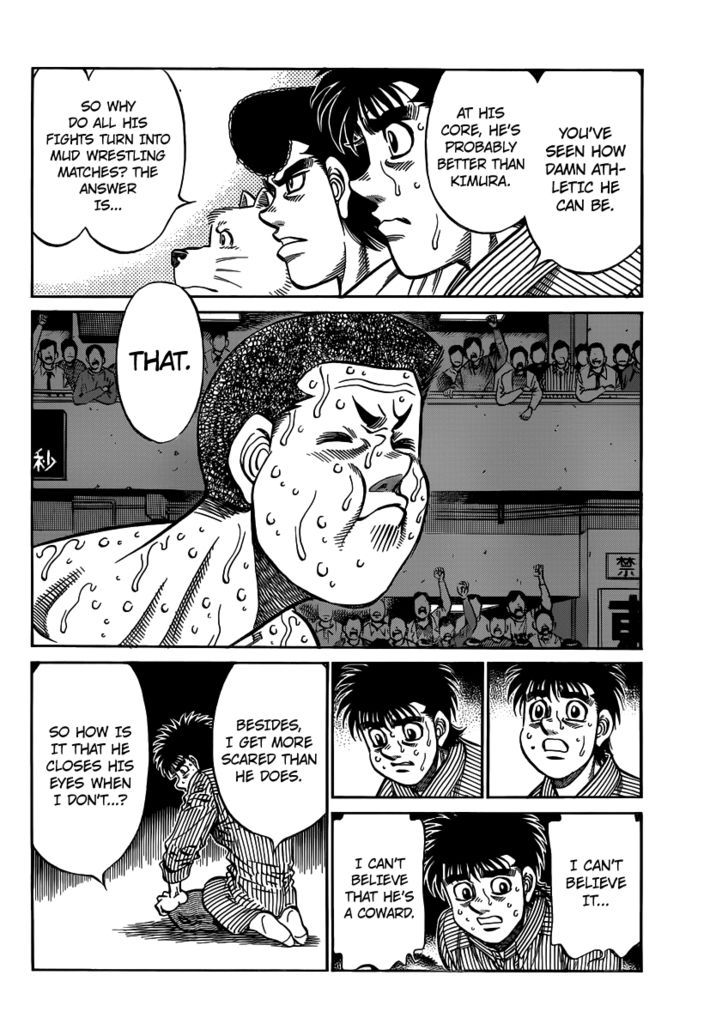 YOU'VE
SEEN HOW
DAMN ATH-
LETIC HE
CAN BE.
AT HIS
CORE, HE'S
PROBABLY
BETTER THAN
KIMURA.
SO WHY
DO ALL HIS
FIGHTS TURN INTO
MUD WRESTLING
MATCHES? THE
ANSWER
IS...
THAT.
秒
禁
I CAN'T
BELIEVE
IT...
I CAN'T
BELIEVE
THAT HE'S
A COWARD.
BESIDES,
I GET MORE
SCARED THAN
HE DOES.
SO HOW IS
IT THAT HE
CLOSES HIS
EYES WHEN
I DON'T...?